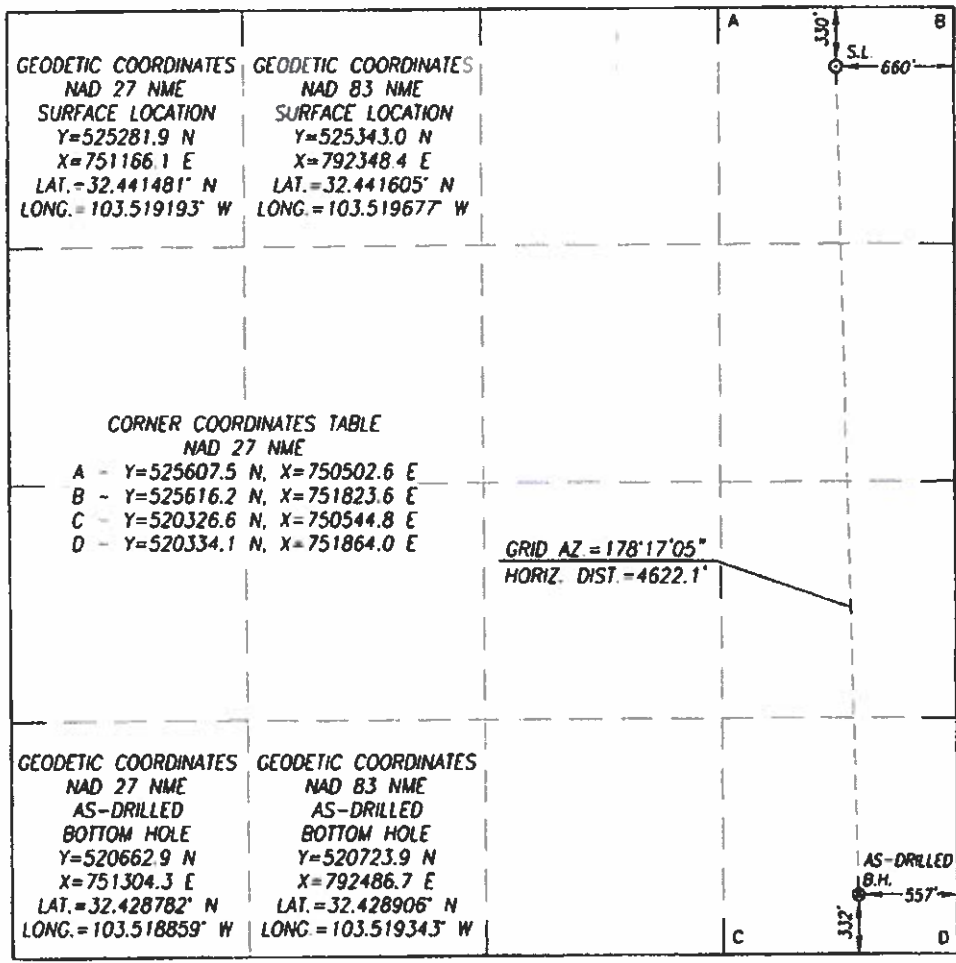 A
B
330'
S.L.
660'
GEODETIC COORDINATES
NAD 27 NME
SURFACE LOCATION
Y=525281.9 N
X=751166.1 E
LAT.=32.441481° N
LONG.=103.519193° W
GEODETIC COORDINATES
NAD 83 NME
SURFACE LOCATION
Y=525343.0 N
X=792348.4 E
LAT.=32.441605° N
LONG.=103.519677° W
CORNER COORDINATES TABLE
NAD 27 NME
A - Y=525607.5 N, X=750502.6 E
B - Y=525616.2 N, X=751823.6 E
C - Y=520326.6 N, X=750544.8 E
D - Y=520334.1 N, X=751864.0 E
GRID AZ.=178°17'05"
HORIZ. DIST.=4622.1'
GEODETIC COORDINATES
NAD 27 NME
AS-DRILLED
BOTTOM HOLE
Y=520662.9 N
X=751304.3 E
LAT.=32.428782° N
LONG.=103.518859° W
GEODETIC COORDINATES
NAD 83 NME
AS-DRILLED
BOTTOM HOLE
Y=520723.9 N
X=792486.7 E
LAT.=32.428906° N
LONG.=103.519343° W
AS-DRILLED
B.H.
557'
332'
C
D